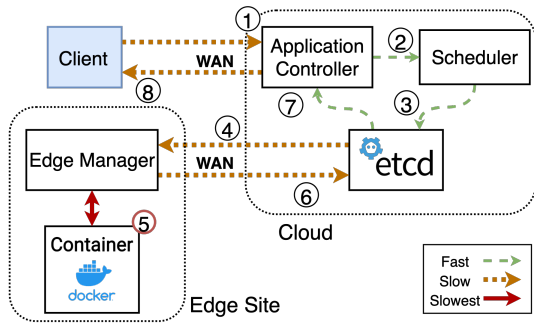 1
Client
WAN
8
Application
Controller
2
Scheduler
7
3
4
Edge Manager
WAN
6
etcd
5
Container
docker
Cloud
Edge Site
Fast
Slow
Slowest